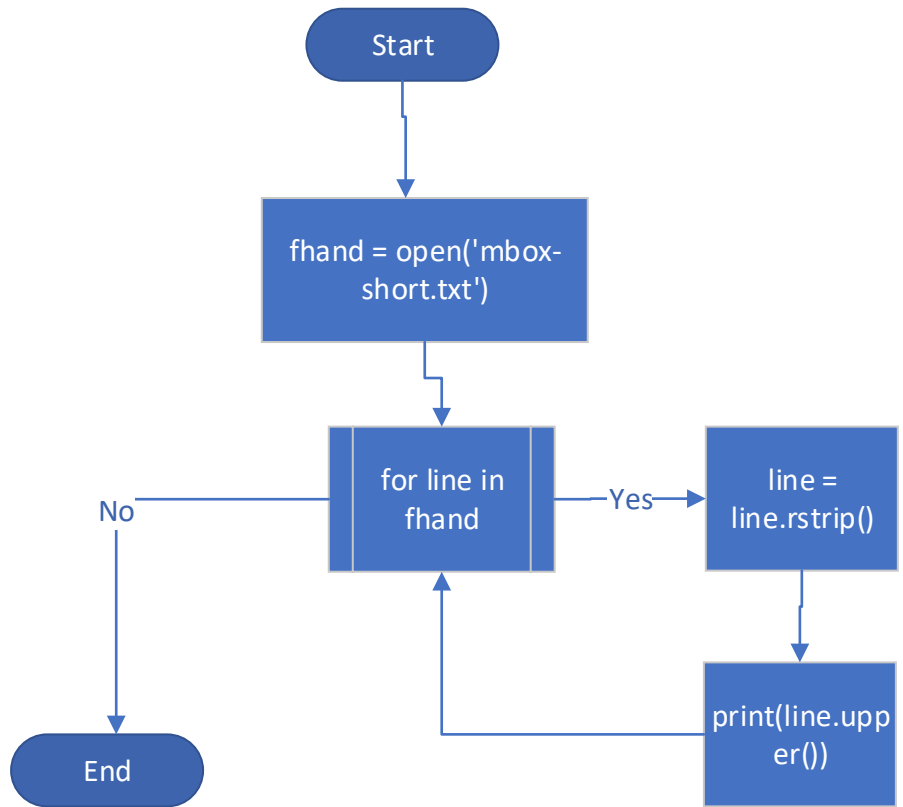 Start
fhand = open('mbox-
short.txt')
for line in
fhand
Yes
No
line =
line.rstrip()
print(line.upp
er())
End